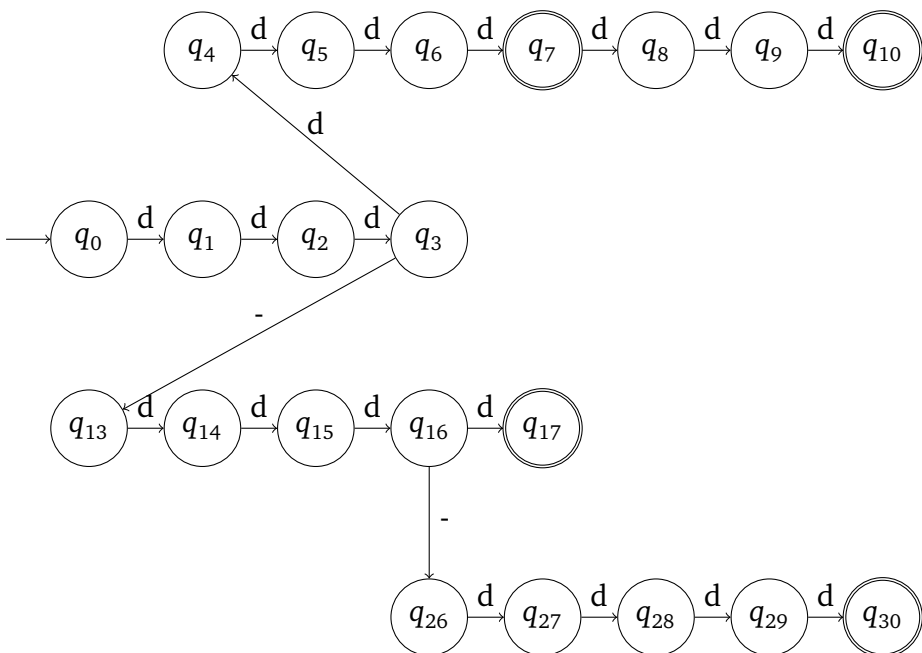 d d d d d d
q4 q5 q6 q7 q8 q9 q10
d
d d d
q0 q1 q2 q3
-
d d d d
q13 q14 q15 q16 q17
-
d d d d
q26 q27 q28 q29 q30